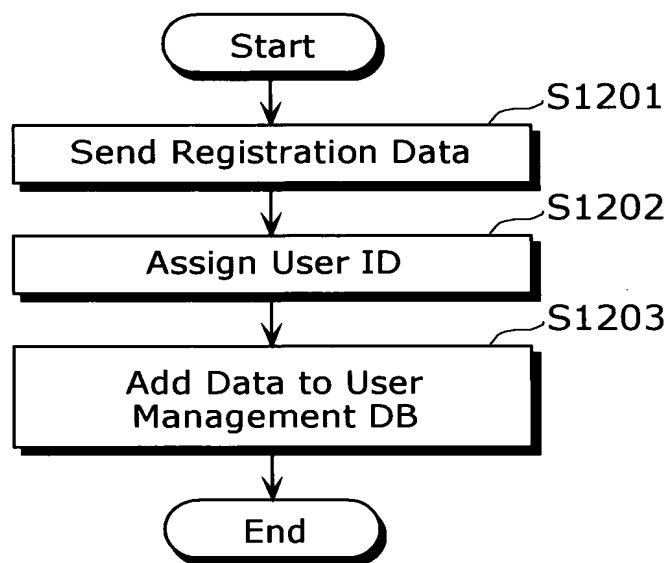 Start
S1201
Send Registration Data
S1202
Assign User ID
S1203
Add Data to User
Management DB
End